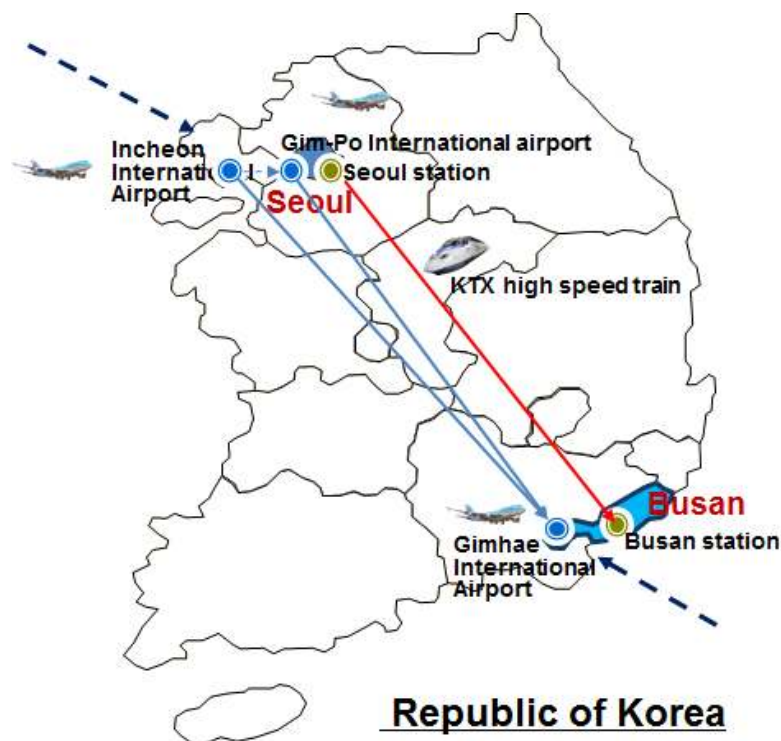 Gim-Po International airport
Incheon
International
Airport
Seoul station
Seoul
KTX high speed train
Busan
Busan station
Gimhae
International
Airport
Republic of Korea